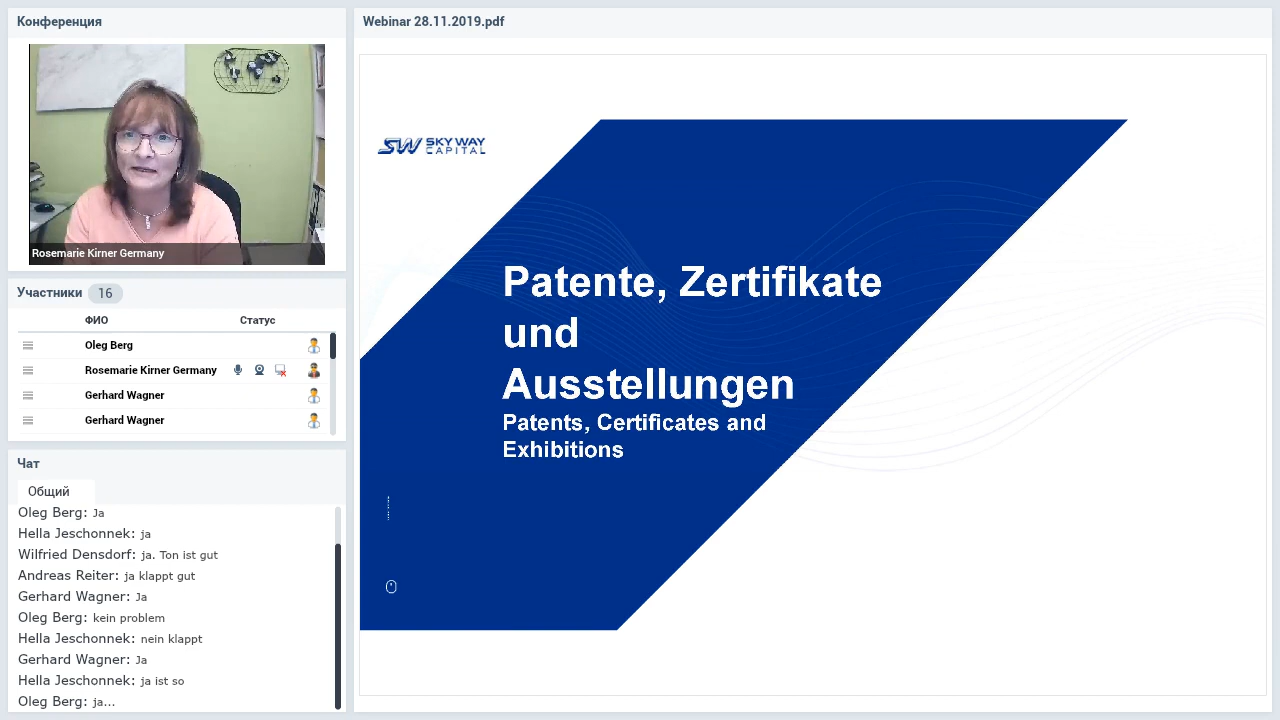 Конференция
Rosemarie Kirner Germany
Участники 16
ФИО Статус
Oleg Berg
Rosemarie Kirner Germany
Gerhard Wagner
Gerhard Wagner
Чат
Общий
Oleg Berg: Ja
Hella Jeschonnek: ja
Wilfried Densdorf: ja. Ton ist gut
Andreas Reiter: ja klappt gut
Gerhard Wagner: Ja
Oleg Berg: kein problem
Hella Jeschonnek: nein klappt
Gerhard Wagner: Ja
Hella Jeschonnek: ja ist so
Oleg Berg: ja...
Webinar 28.11.2019.pdf
SW SKY WAY
CAPITAL
Patente, Zertifikate
und
Ausstellungen
Patents, Certificates and
Exhibitions